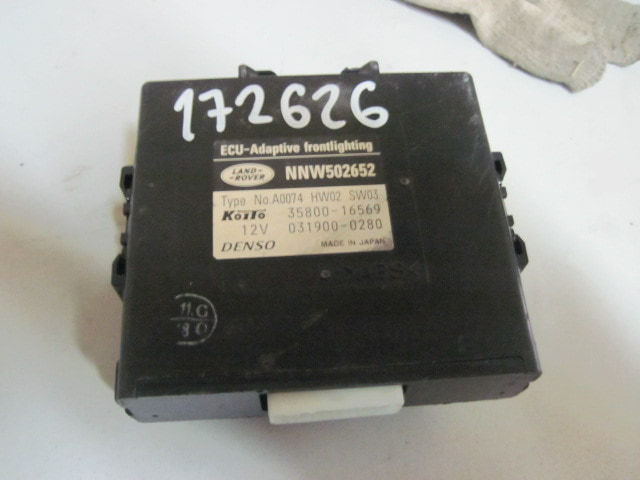 172626
ECU-Adaptive frontlighting
LAND-ROVER NNW502652
Type No.A0074 HW02 SW03
KOITO 35800-16569
12V 031900-0280
DENSO MADE IN JAPAN